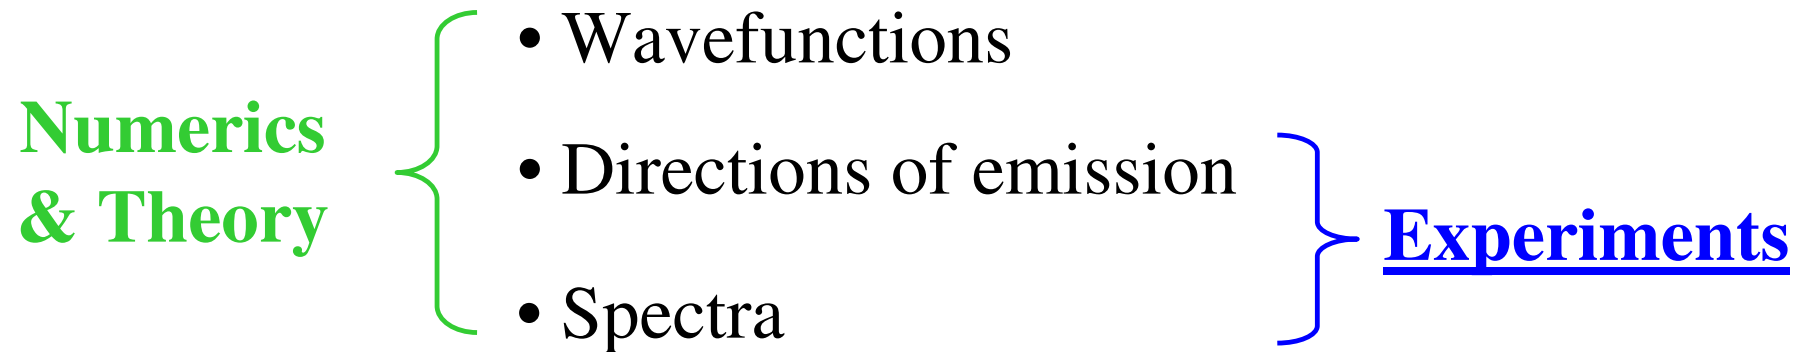 Numerics
& Theory
• Wavefunctions
• Directions of emission
• Spectra
Experiments